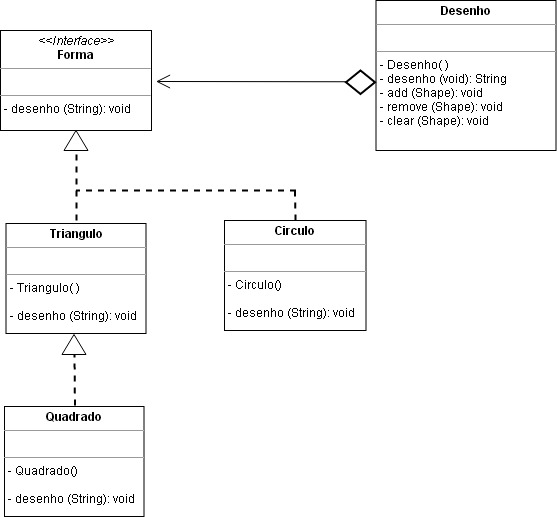 <<Interface>>
Forma
- desenho (String): void
Desenho
- Desenho( )
- desenho (void): String
- add (Shape): void
- remove (Shape): void
- clear (Shape): void
Triangulo
- Triangulo( )
- desenho (String): void
Circulo
- Circulo()
- desenho (String): void
Quadrado
- Quadrado()
- desenho (String): void